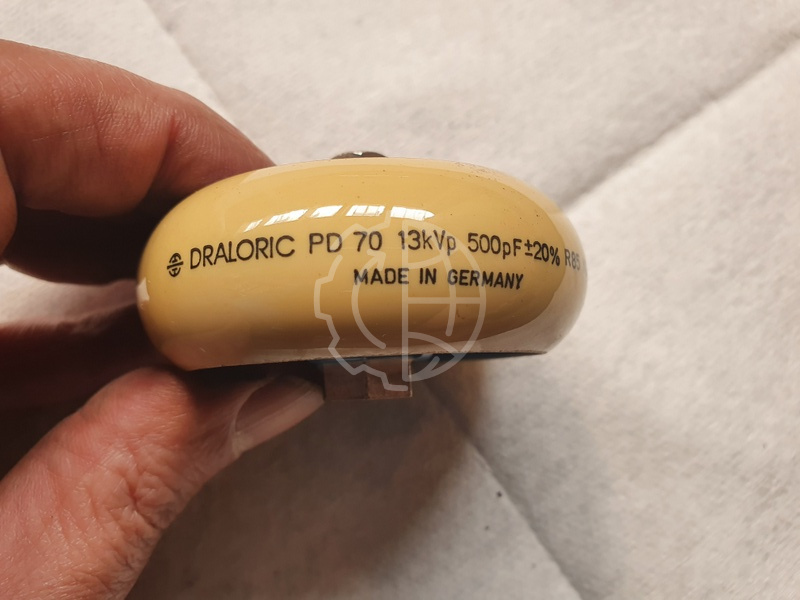 DRALORIC PD 70 13kVp 500pF±20% R85
MADE IN GERMANY